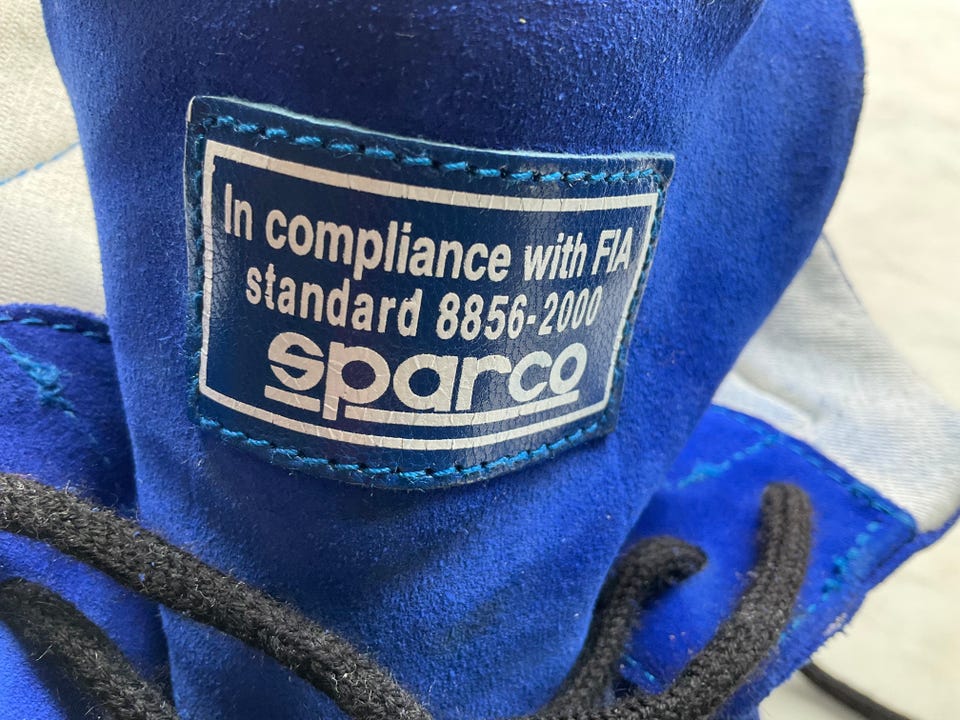 In compliance with FIA
standard 8856-2000
sparco